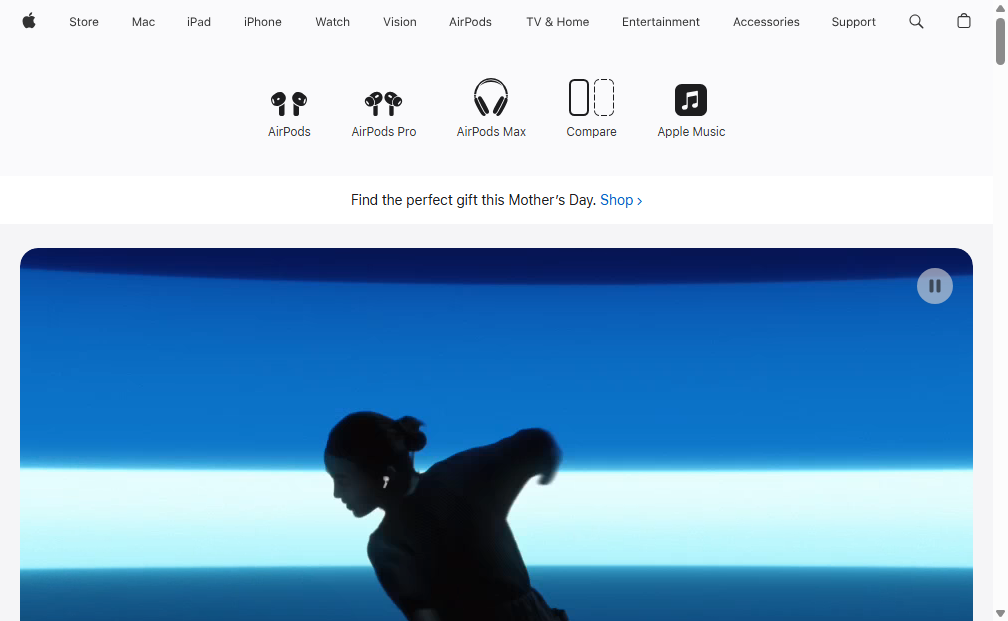 Store Mac iPad iPhone Watch Vision AirPods TV & Home Entertainment Accessories Support
AirPods AirPods Pro AirPods Max Compare Apple Music
Find the perfect gift this Mother’s Day. Shop ›